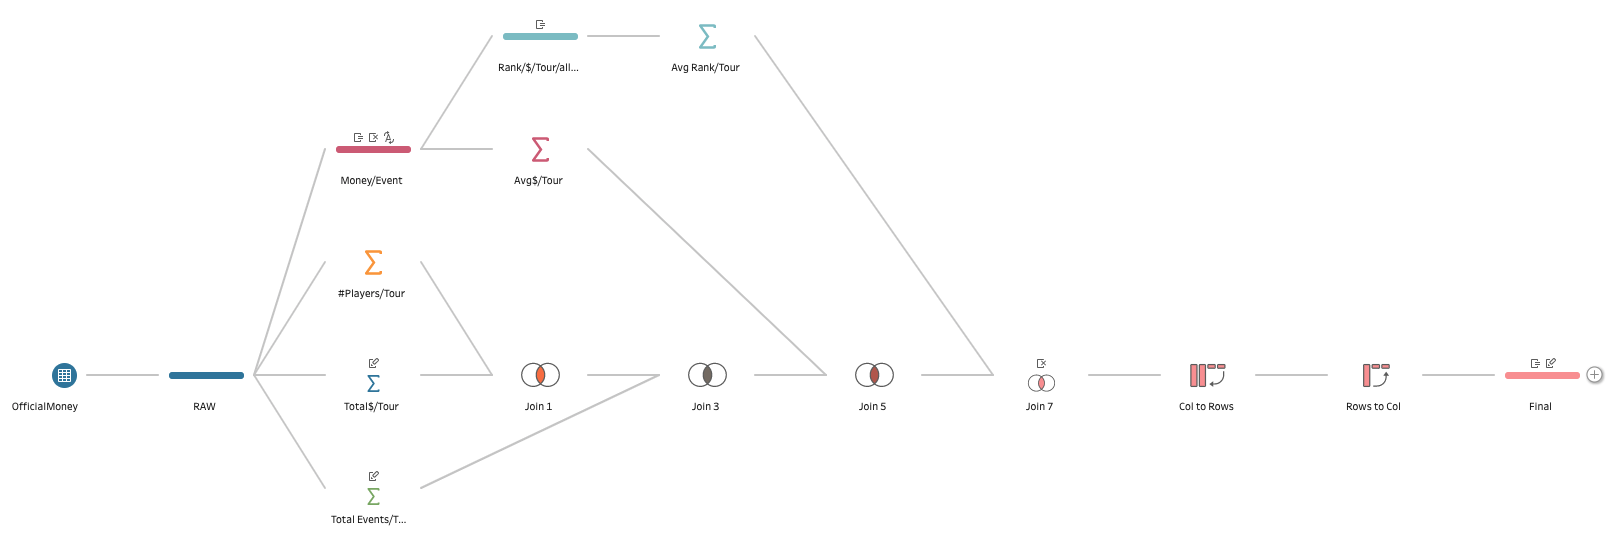 Rank/$/Tour/all...
Avg Rank/Tour
Money/Event
Avg$/Tour
#Players/Tour
OfficialMoney
RAW
Total$/Tour
Join 1
Join 3
Join 5
Join 7
Col to Rows
Rows to Col
Final
Total Events/T...